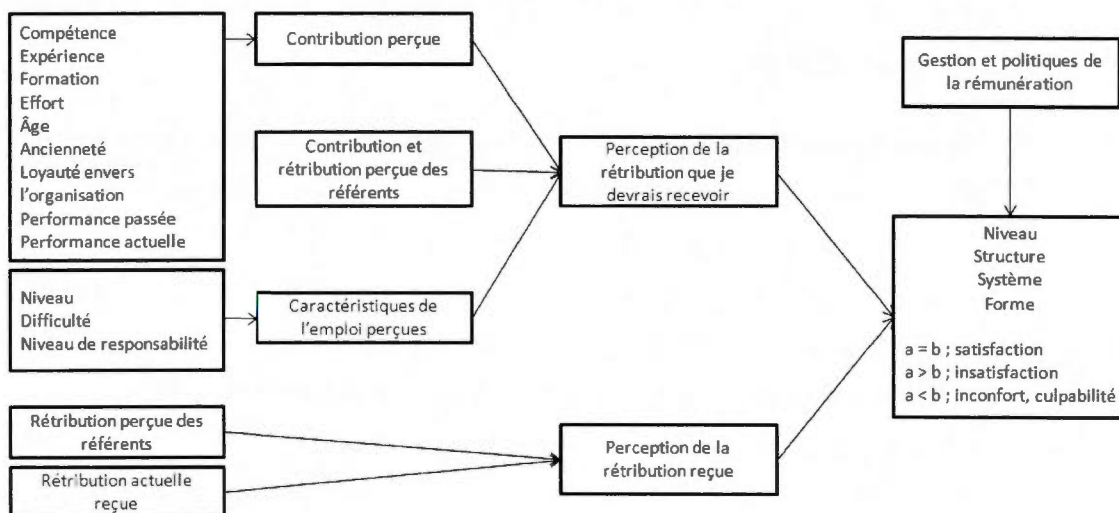 Compétence
Expérience
Formation
Effort
Âge
Ancienneté
Loyauté envers
l'organisation
Performance passée
Performance actuelle
Contribution perçue
Contribution et
rétribution perçue des
référents
Niveau
Difficulté
Niveau de responsabilité
Caractéristiques de
l'emploi perçues
Perception de la
rétribution que je
devrais recevoir
Rétribution perçue des
référents
Rétribution actuelle
reçue
Perception de la
rétribution reçue
Gestion et politiques de
la rémunération
Niveau
Structure
Système
Forme
a = b ; satisfaction
a > b ; insatisfaction
a < b ; inconfort, culpabilité